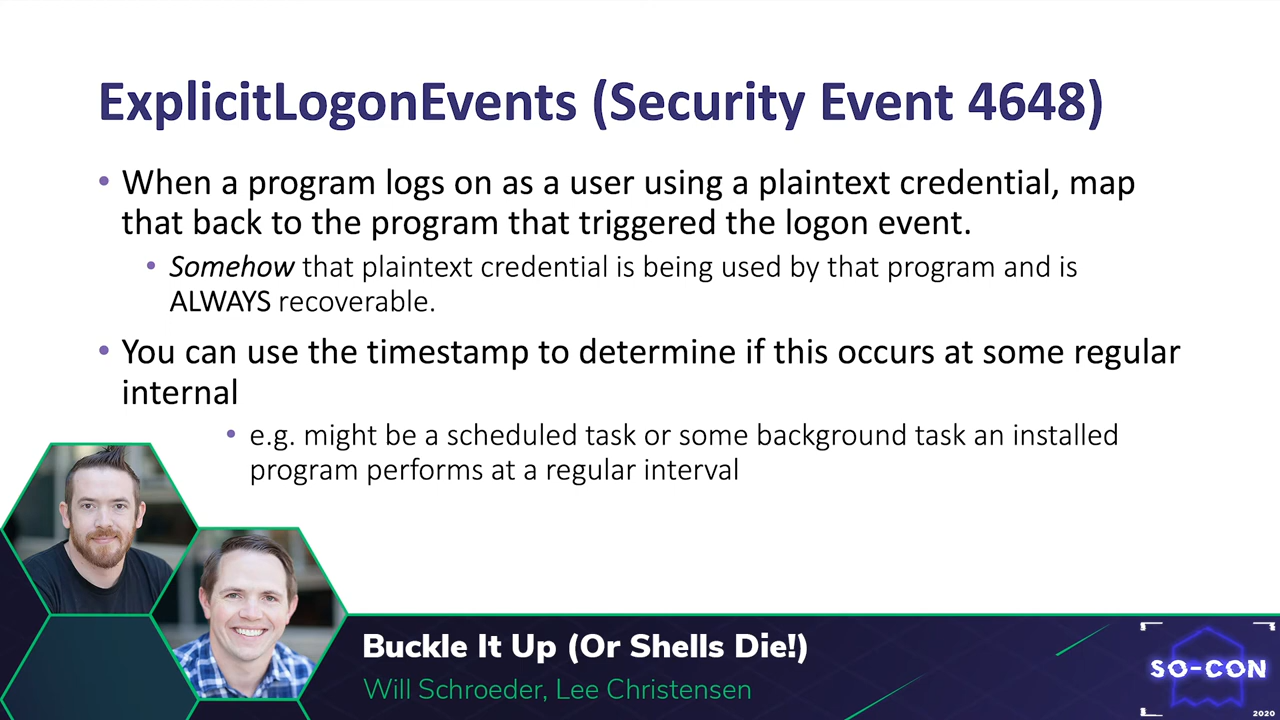 ExplicitLogonEvents (Security Event 4648)
• When a program logs on as a user using a plaintext credential, map
that back to the program that triggered the logon event.
• Somehow that plaintext credential is being used by that program and is
ALWAYS recoverable.
• You can use the timestamp to determine if this occurs at some regular
internal
• e.g. might be a scheduled task or some background task an installed
program performs at a regular interval
Buckle It Up (Or Shells Die!)
Will Schroeder, Lee Christensen
SO-CON
2020